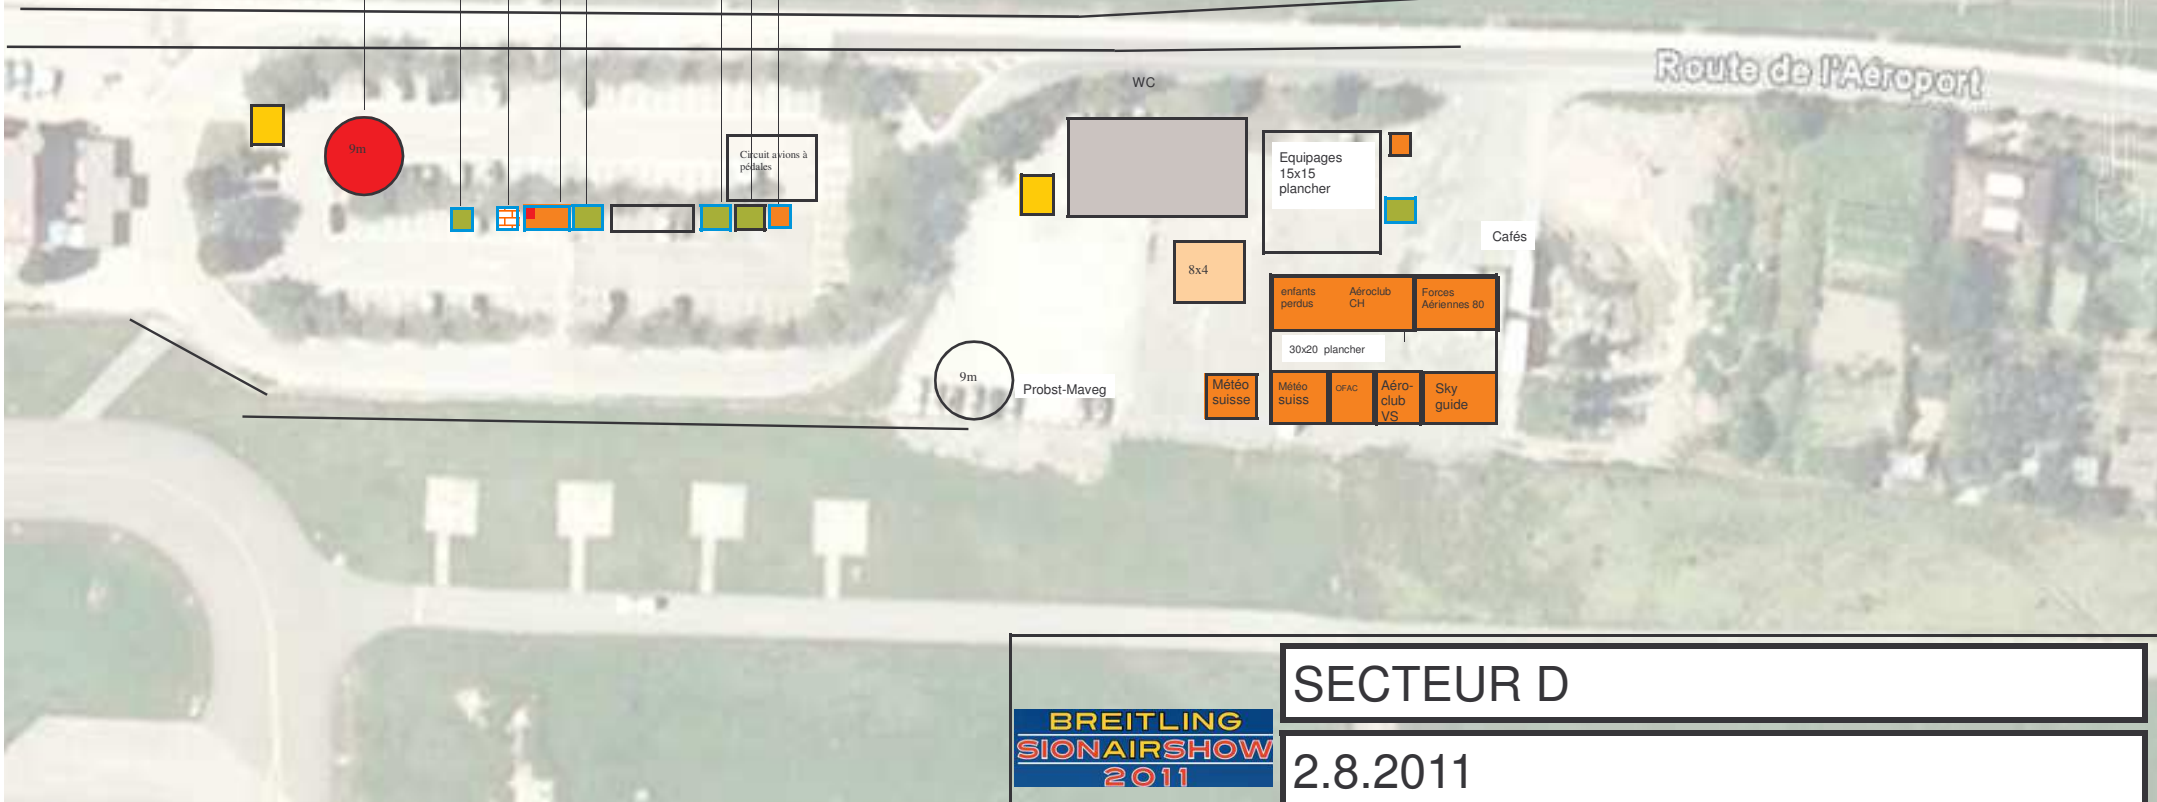 Route de l'Aéroport
WC
9m
Circuit avions à
pédales
Equipages
15x15
plancher
Cafés
8x4
enfants
perdus
Aéroclub
CH
Forces
Aériennes 80
30x20 plancher
9m
Probst-Maveg
Météo
suisse
Météo
suiss
OFAC
Aéro-
club
VS
Sky
guide
SECTEUR D
BREITLING
SIONAIRSHOW
2011
2.8.2011